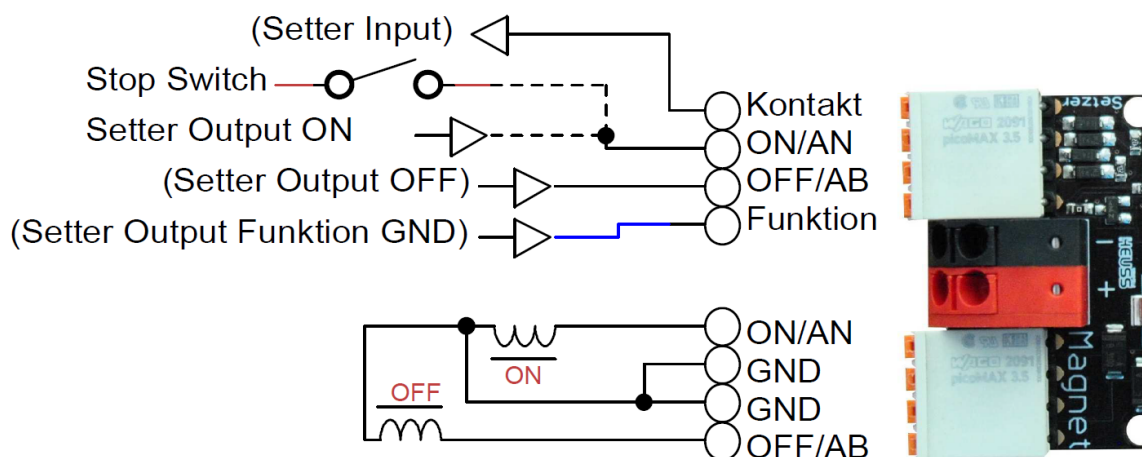 (Setter Input)
Kontakt
Stop Switch
Setter Output ON
ON/AN
(Setter Output OFF)
OFF/AB
(Setter Output Funktion GND)
Funktion
ON/AN
ON
GND
OFF
GND
OFF/AB
Setzer
WAGO 2091
picoMAX 3.5
−
HEUSS
+
WAGO 2091
picoMAX 3.5
Magnet